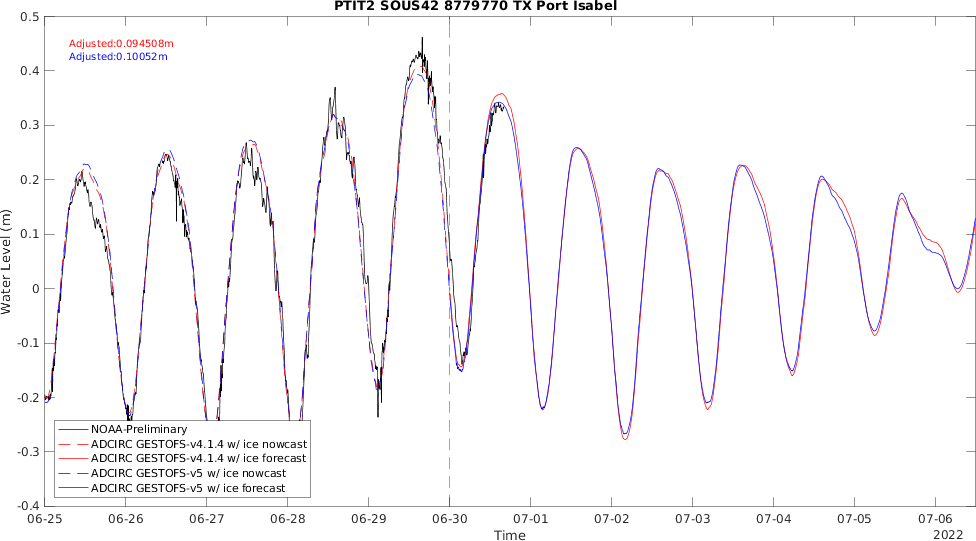 PTIT2 SOUS42 8779770 TX Port Isabel
Adjusted:0.094508m
Adjusted:0.10052m
0.5
0.4
0.3
0.2
0.1
0
-0.1
-0.2
-0.3
-0.4
Water Level (m)
NOAA-Preliminary
ADCIRC GESTOFS-v4.1.4 w/ ice nowcast
ADCIRC GESTOFS-v4.1.4 w/ ice forecast
ADCIRC GESTOFS-v5 w/ ice nowcast
ADCIRC GESTOFS-v5 w/ ice forecast
06-25 06-26 06-27 06-28 06-29 06-30 07-01 07-02 07-03 07-04 07-05 07-06
Time
2022